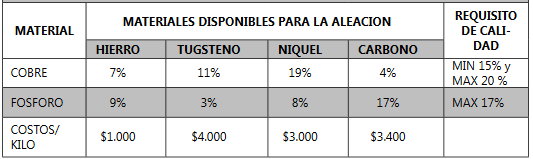 MATERIAL MATERIALES DISPONIBLES PARA LA ALEACION REQUISITO DE CALI-DAD
HIERRO TUGSTENO NIQUEL CARBONO
COBRE 7% 11% 19% 4% MIN 15% y MAX 20 %
FOSFORO 9% 3% 8% 17% MAX 17%
COSTOS/KILO $1.000 $4.000 $3.000 $3.400